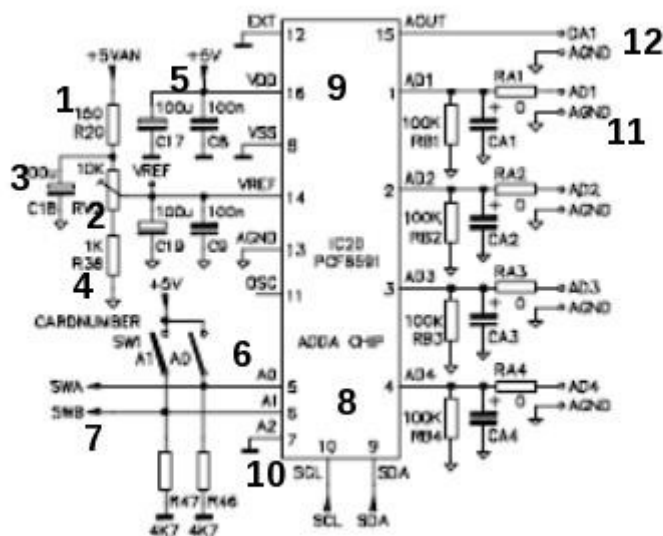 EXT
12
AOUT
15
DA1
AGND
12
+5VAN
+5V
5
1
160
R20
VDD
16
9
AD1
1
RA1
0
AD1
AGND
11
100u
C17
100n
C8
VSS
8
100K
RB1
+
CA1
3
00u
C18
10K
RV
2
VREF
VREF
14
AD2
2
RA2
0
AD2
AGND
100u
C19
100n
C9
AGND
13
IC20
PCF8591
100K
RB2
+
CA2
1K
R38
4
+5V
OSC
11
AD3
3
RA3
0
AD3
AGND
CARDNUMBER
SW1
A1
A0
6
ADDA CHIP
100K
RB3
+
CA3
SWA
A0
5
8
AD4
4
RA4
0
AD4
AGND
SWB
A1
6
7
A2
7
100K
RB4
+
CA4
10
10
9
SCL
SDA
R47
R46
SCL
SDA
4K7
4K7